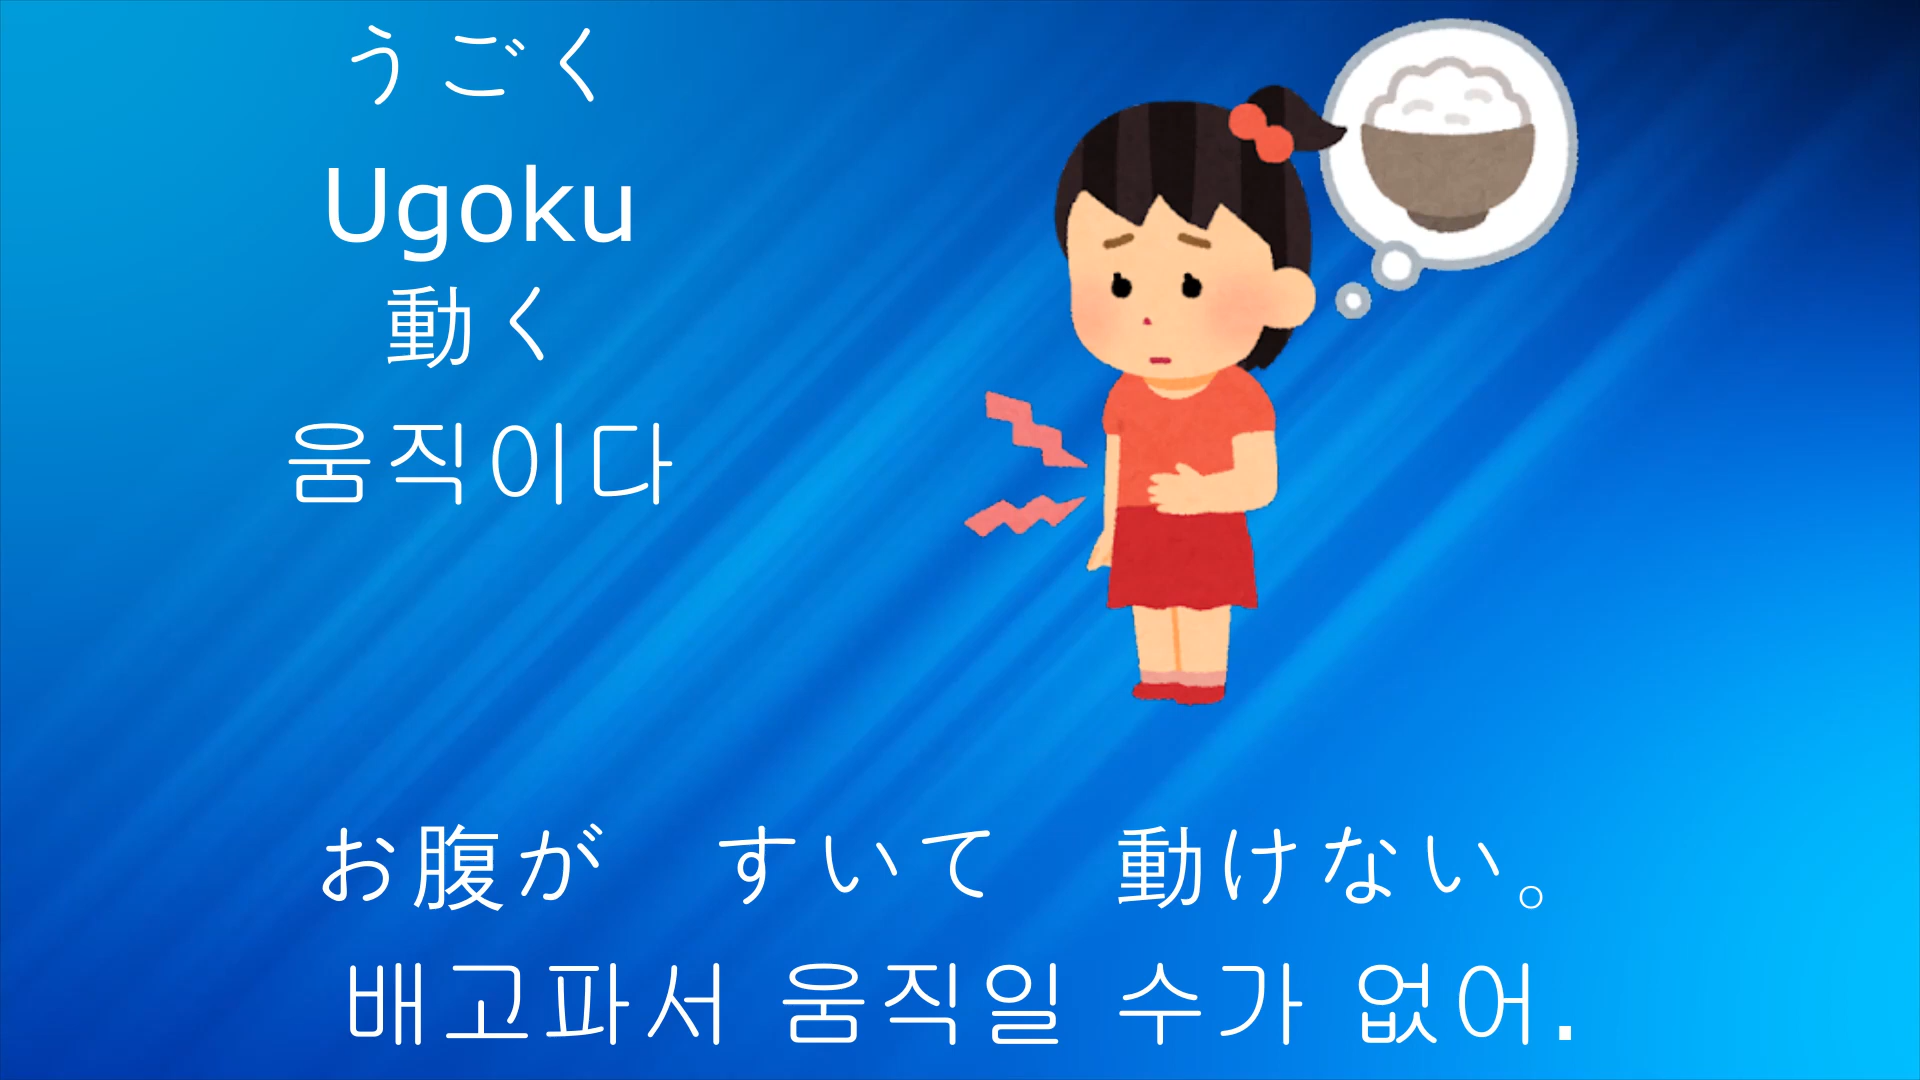 うごく
Ugoku
動く
움직이다
お腹が　すいて　動けない。
배고파서 움직일 수가 없어.